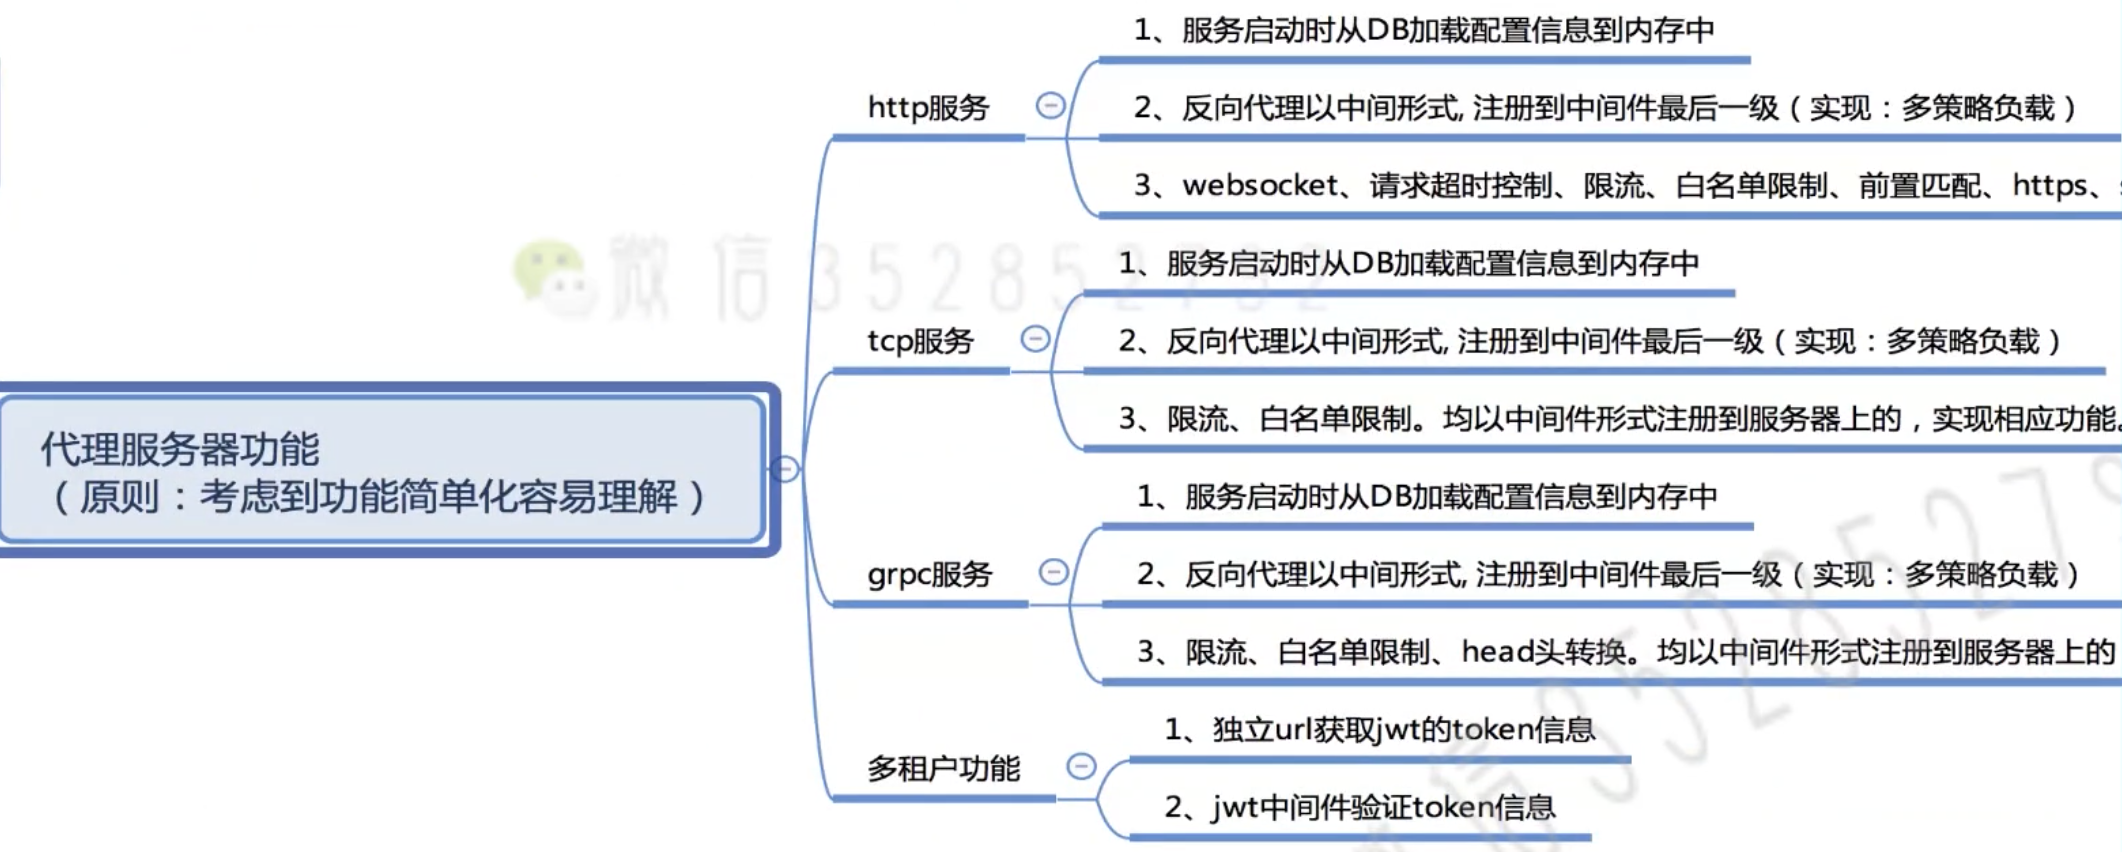 1、服务启动时从DB加载配置信息到内存中
http服务
2、反向代理以中间形式, 注册到中间件最后一级（实现：多策略负载）
3、websocket、请求超时控制、限流、白名单限制、前置匹配、https、
微信 352852792
1、服务启动时从DB加载配置信息到内存中
tcp服务
2、反向代理以中间形式, 注册到中间件最后一级（实现：多策略负载）
3、限流、白名单限制。均以中间件形式注册到服务器上的，实现相应功能。
代理服务器功能
（原则：考虑到功能简单化容易理解）
1、服务启动时从DB加载配置信息到内存中
grpc服务
2、反向代理以中间形式, 注册到中间件最后一级（实现：多策略负载）
3、限流、白名单限制、head头转换。均以中间件形式注册到服务器上的
1、独立url获取jwt的token信息
多租户功能
2、jwt中间件验证token信息